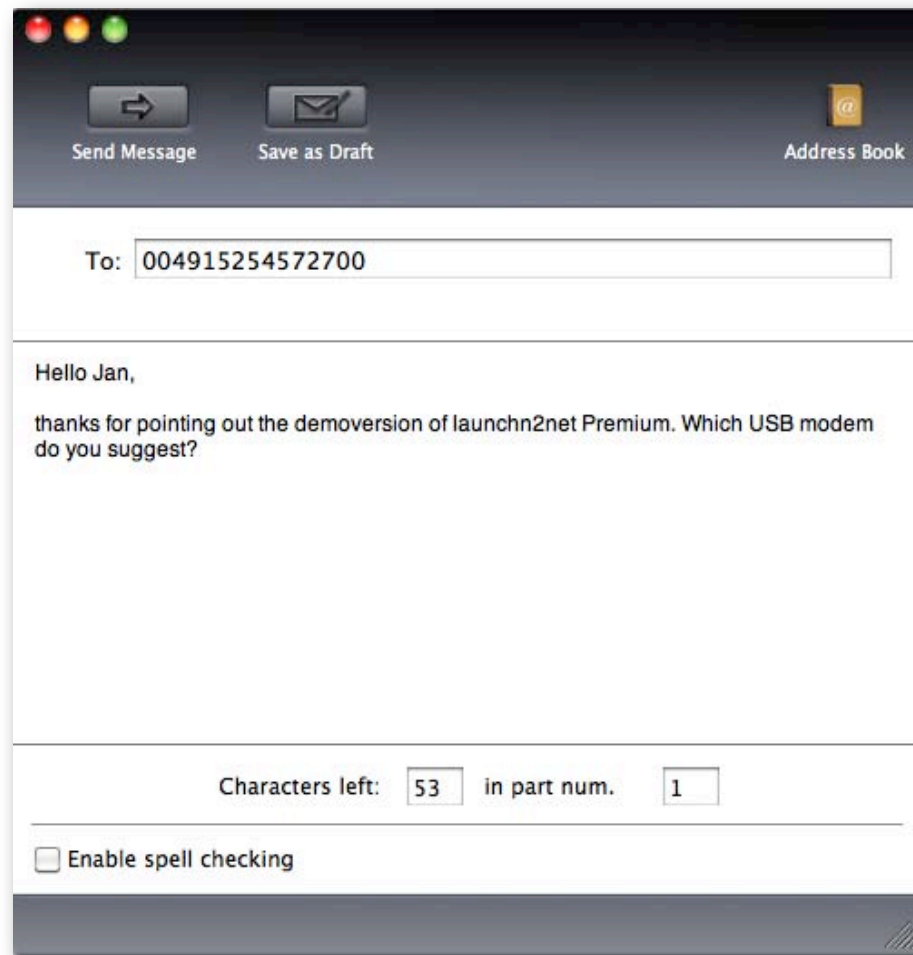 Send Message Save as Draft Address Book
To: 004915254572700
Hello Jan,
thanks for pointing out the demoversion of launchn2net Premium. Which USB modem
do you suggest?
Characters left: 53 in part num. 1
Enable spell checking